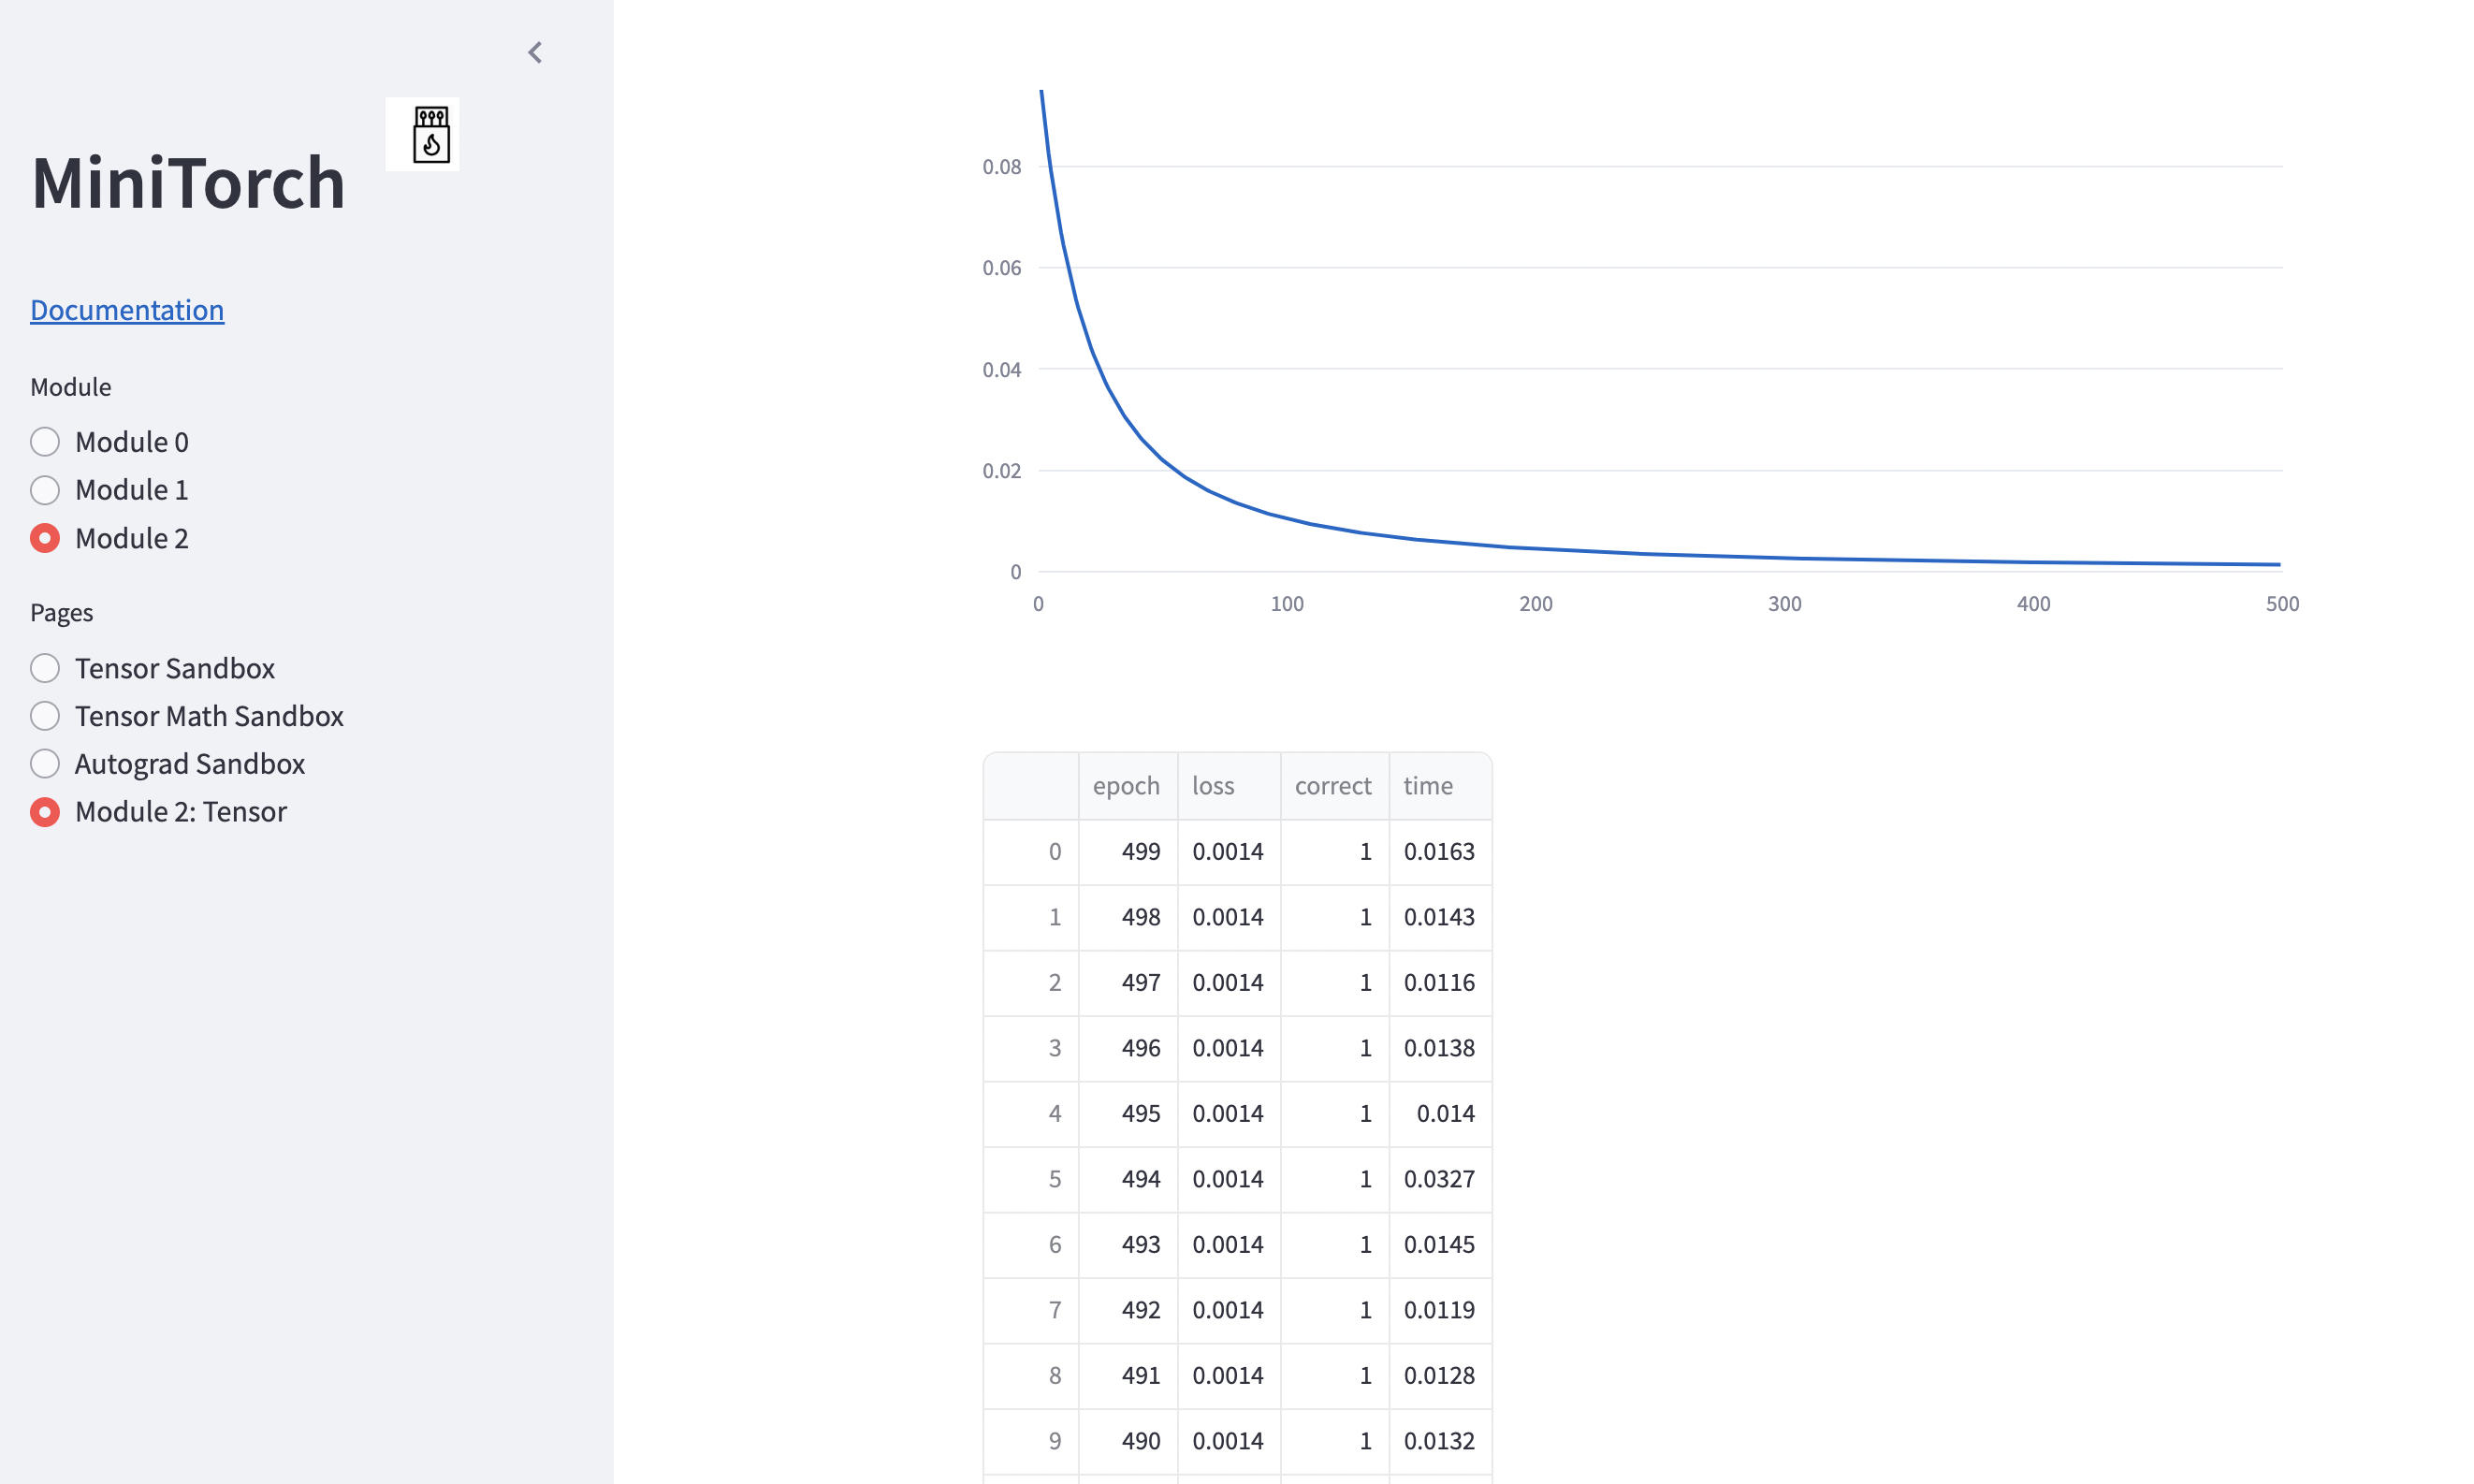 MiniTorch
Documentation
Module
Module 0
Module 1
Module 2
Pages
Tensor Sandbox
Tensor Math Sandbox
Autograd Sandbox
Module 2: Tensor
0.08
0.06
0.04
0.02
0
0 100 200 300 400 500
epoch loss correct time
0 499 0.0014 1 0.0163
1 498 0.0014 1 0.0143
2 497 0.0014 1 0.0116
3 496 0.0014 1 0.0138
4 495 0.0014 1 0.014
5 494 0.0014 1 0.0327
6 493 0.0014 1 0.0145
7 492 0.0014 1 0.0119
8 491 0.0014 1 0.0128
9 490 0.0014 1 0.0132